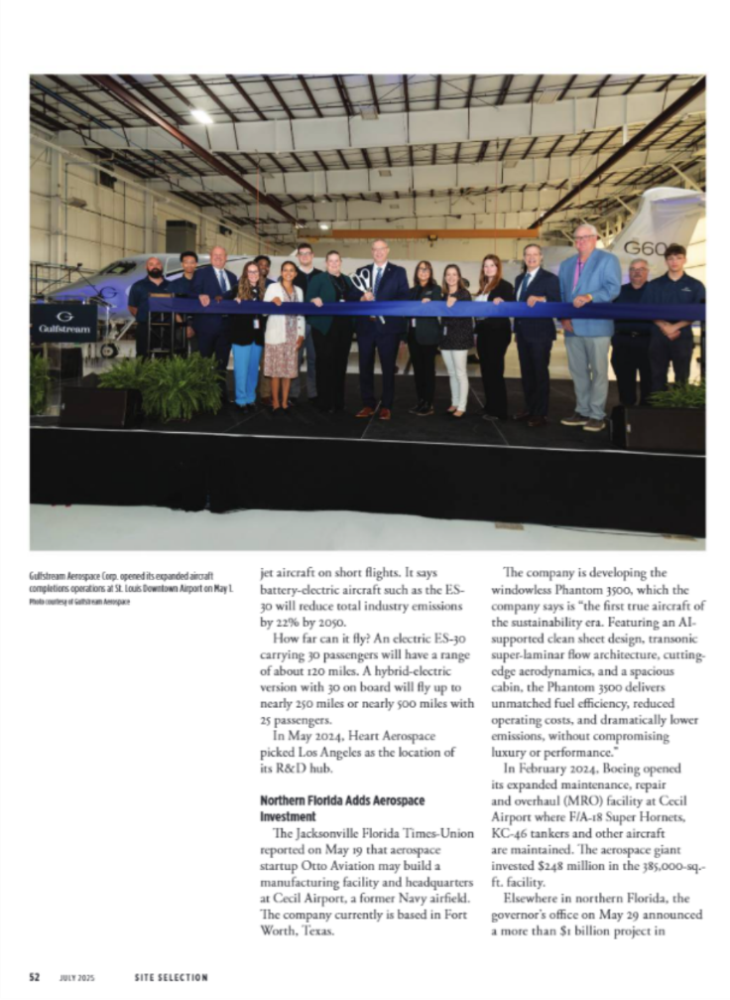 G60
G
Gulfstream
Gulfstream Aerospace Corp. opened its expanded aircraft
completions operations at St. Louis Downtown Airport on May 1.
Photo courtesy of Gulfstream Aerospace
jet aircraft on short flights. It says
battery-electric aircraft such as the ES-
30 will reduce total industry emissions
by 22% by 2050.
How far can it fly? An electric ES-30
carrying 30 passengers will have a range
of about 120 miles. A hybrid-electric
version with 30 on board will fly up to
nearly 250 miles or nearly 500 miles with
25 passengers.
In May 2024, Heart Aerospace
picked Los Angeles as the location of
its R&D hub.
Northern Florida Adds Aerospace
Investment
The Jacksonville Florida Times-Union
reported on May 19 that aerospace
startup Otto Aviation may build a
manufacturing facility and headquarters
at Cecil Airport, a former Navy airfield.
The company currently is based in Fort
Worth, Texas.
The company is developing the
windowless Phantom 3500, which the
company says is “the first true aircraft of
the sustainability era. Featuring an AI-
supported clean sheet design, transonic
super-laminar flow architecture, cutting-
edge aerodynamics, and a spacious
cabin, the Phantom 3500 delivers
unmatched fuel efficiency, reduced
operating costs, and dramatically lower
emissions, without compromising
luxury or performance.”
In February 2024, Boeing opened
its expanded maintenance, repair
and overhaul (MRO) facility at Cecil
Airport where F/A-18 Super Hornets,
KC-46 tankers and other aircraft
are maintained. The aerospace giant
invested $248 million in the 385,000-sq.-
ft. facility.
Elsewhere in northern Florida, the
governor’s office on May 29 announced
a more than $1 billion project in
52 JULY 2025 SITE SELECTION